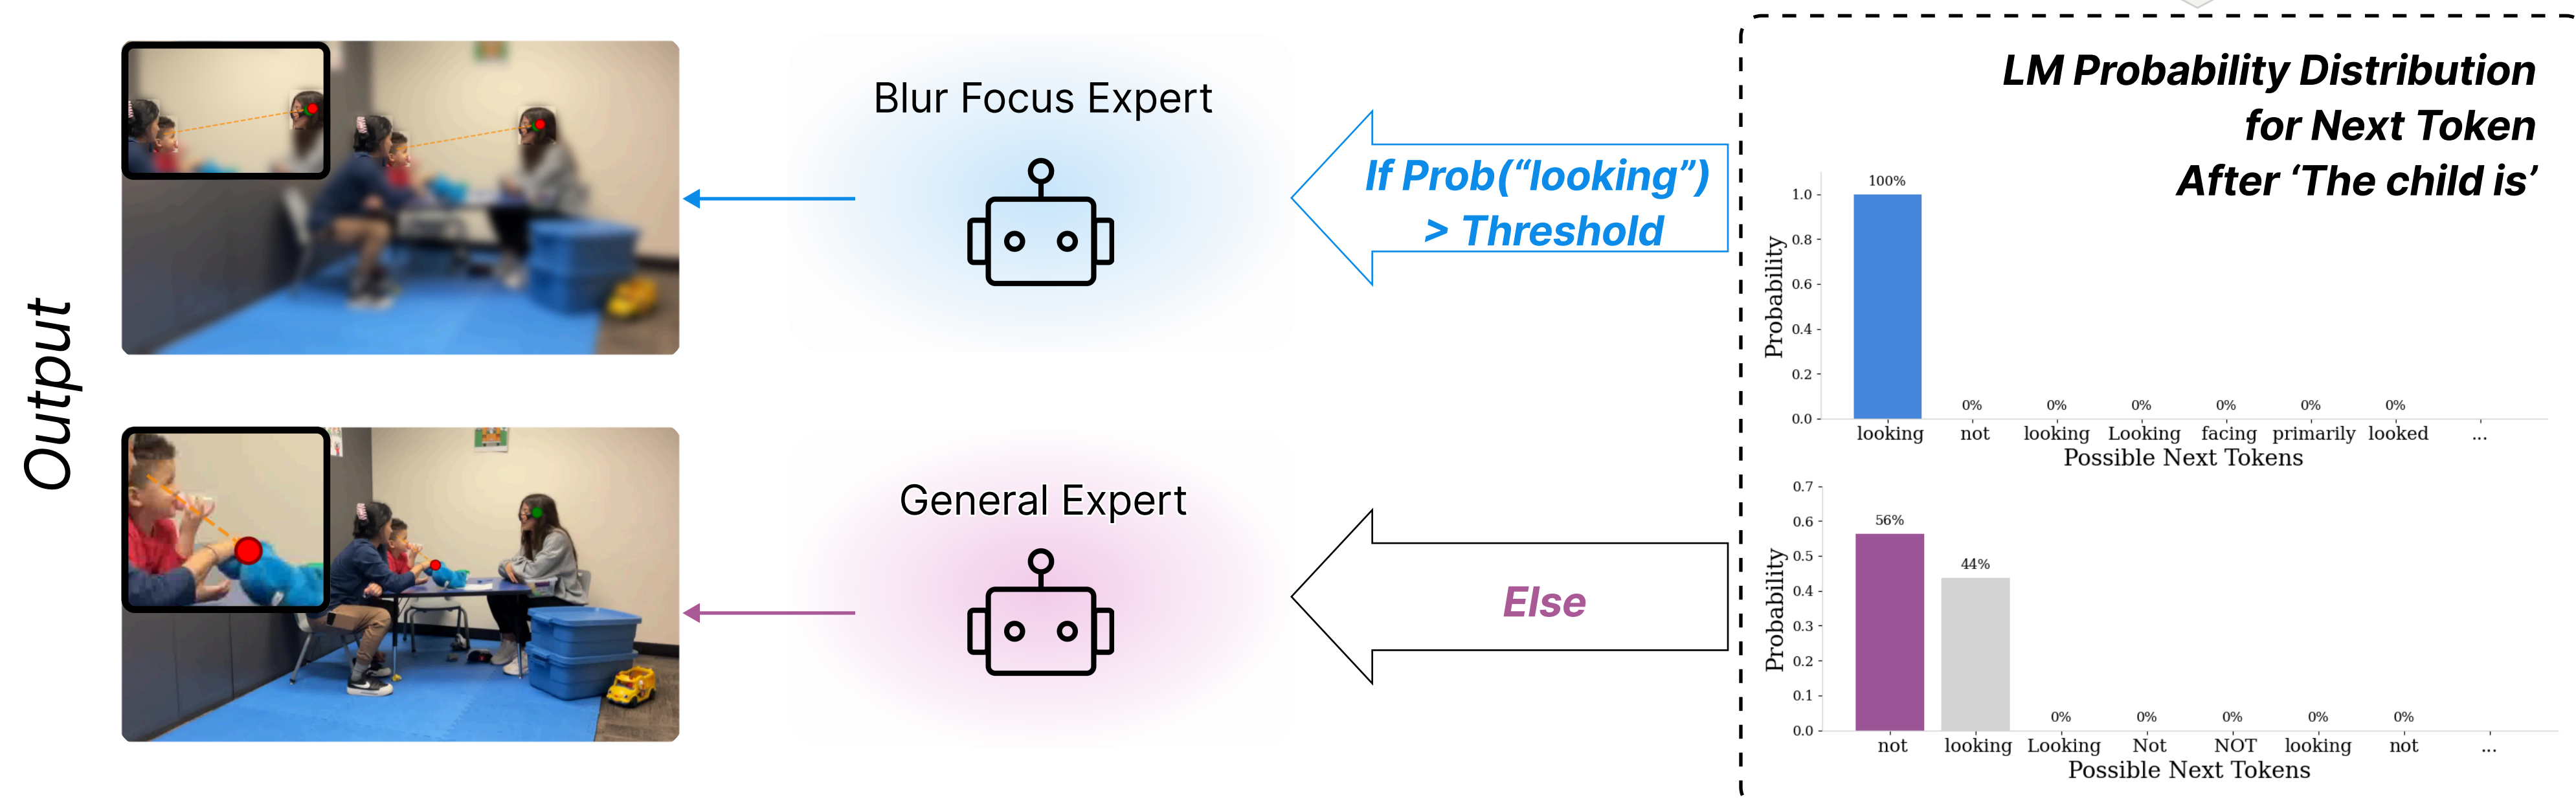 Output
Blur Focus Expert
If Prob(“looking”)
> Threshold
LM Probability Distribution
for Next Token
After ‘The child is’
Probability
1.0
0.8
0.6
0.4
0.2
0.0
100%
0%
0%
0%
0%
0%
0%
looking
not
looking
Looking
facing
primarily
looked
...
Possible Next Tokens
General Expert
Else
Probability
0.7
0.6
0.5
0.4
0.3
0.2
0.1
0.0
56%
44%
0%
0%
0%
0%
0%
not
looking
Looking
Not
NOT
looking
not
...
Possible Next Tokens